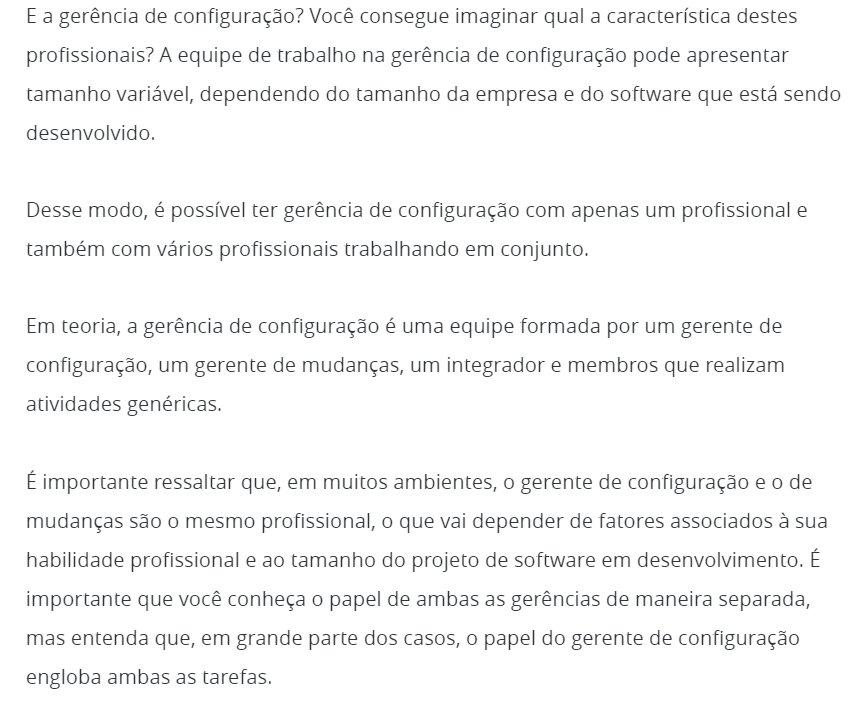 E a gerência de configuração? Você consegue imaginar qual a característica destes
profissionais? A equipe de trabalho na gerência de configuração pode apresentar
tamanho variável, dependendo do tamanho da empresa e do software que está sendo
desenvolvido.
Desse modo, é possível ter gerência de configuração com apenas um profissional e
também com vários profissionais trabalhando em conjunto.
Em teoria, a gerência de configuração é uma equipe formada por um gerente de
configuração, um gerente de mudanças, um integrador e membros que realizam
atividades genéricas.
É importante ressaltar que, em muitos ambientes, o gerente de configuração e o de
mudanças são o mesmo profissional, o que vai depender de fatores associados à sua
habilidade profissional e ao tamanho do projeto de software em desenvolvimento. É
importante que você conheça o papel de ambas as gerências de maneira separada,
mas entenda que, em grande parte dos casos, o papel do gerente de configuração
engloba ambas as tarefas.